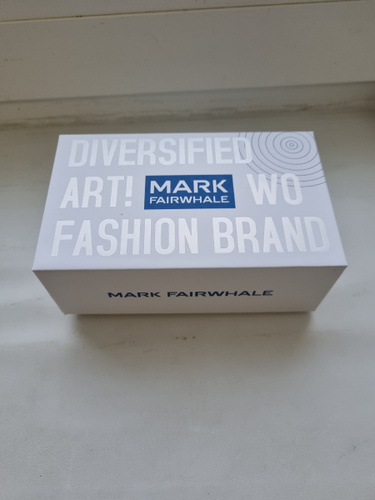 DIVERSIFIED
ART! MARK FAIRWHALE WO
FASHION BRAND
MARK FAIRWHALE